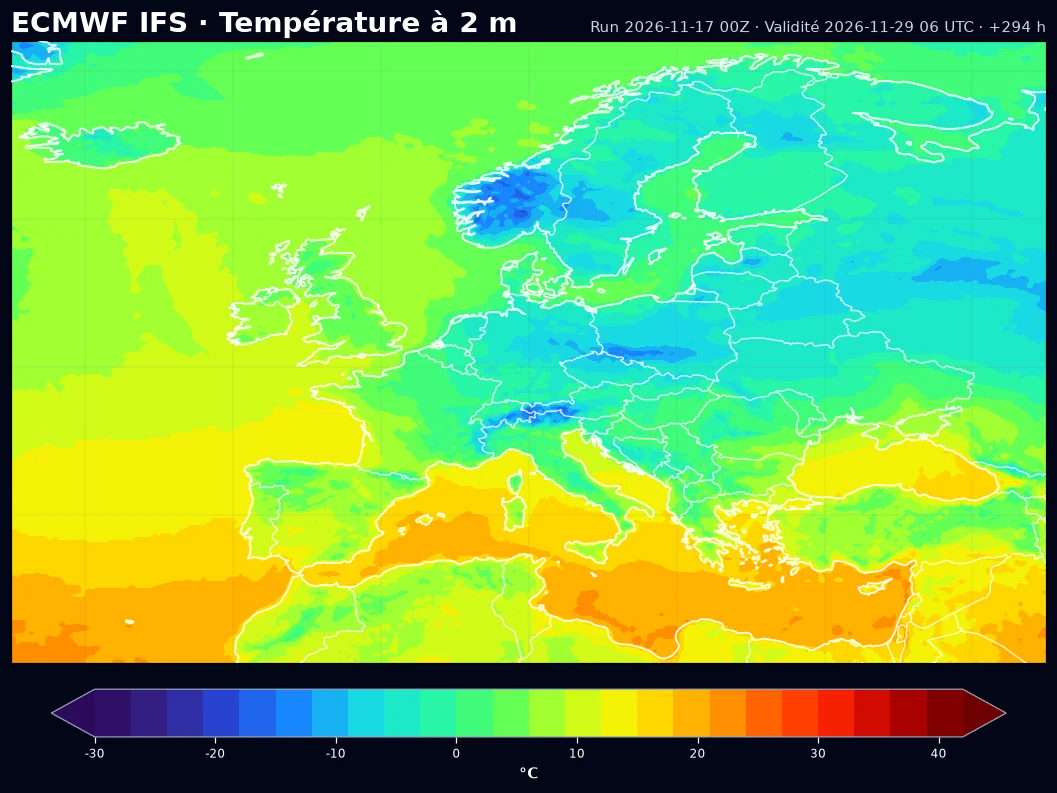 ECMWF IFS · Température à 2 m
Run 2026-11-17 00Z · Validité 2026-11-29 06 UTC · +294 h
-30 -20 -10 0 10 20 30 40
°C